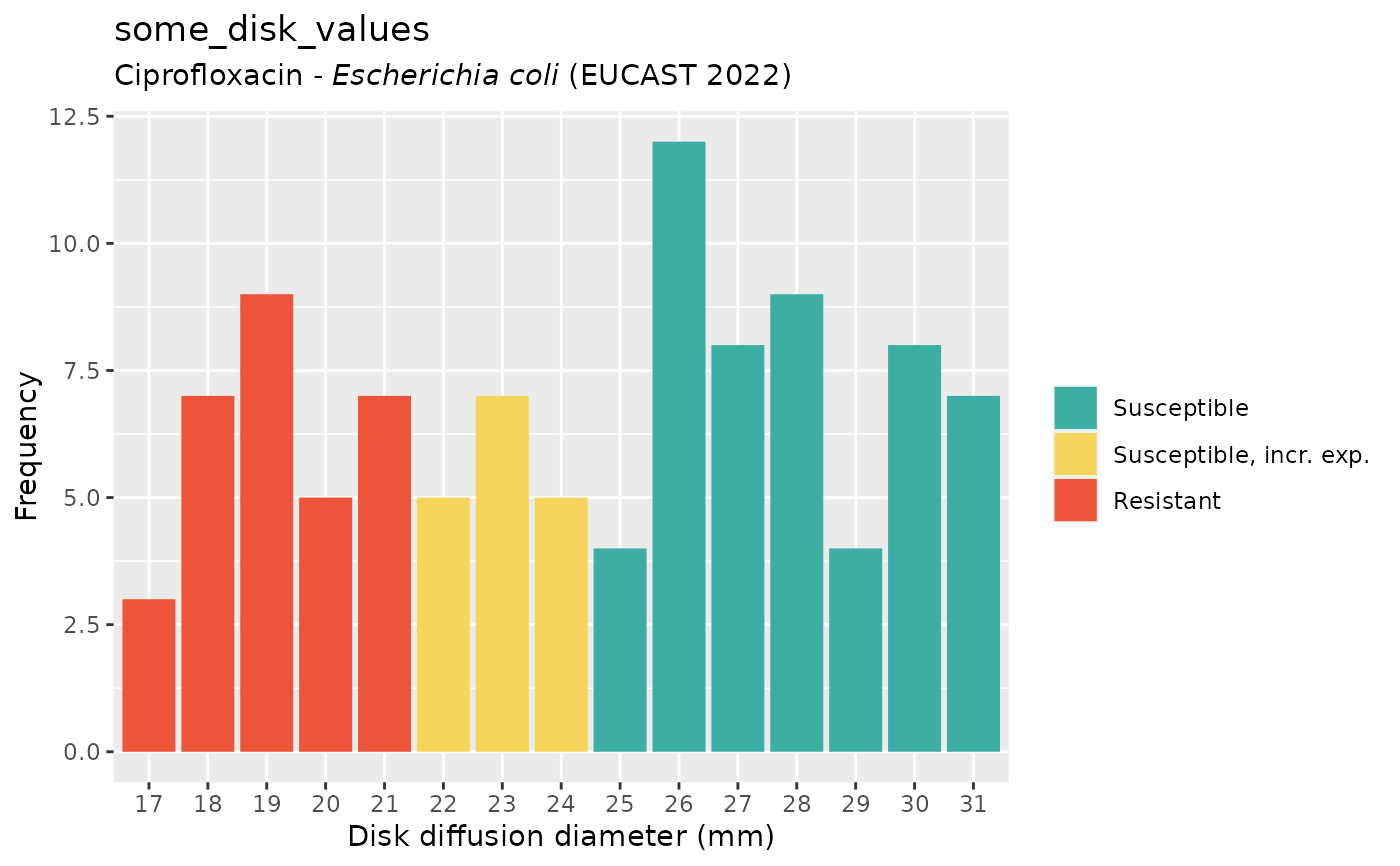 some_disk_values
Ciprofloxacin - Escherichia coli (EUCAST 2022)
12.5
10.0
7.5
5.0
2.5
0.0
Frequency
17 18 19 20 21 22 23 24 25 26 27 28 29 30 31
Disk diffusion diameter (mm)
Susceptible
Susceptible, incr. exp.
Resistant